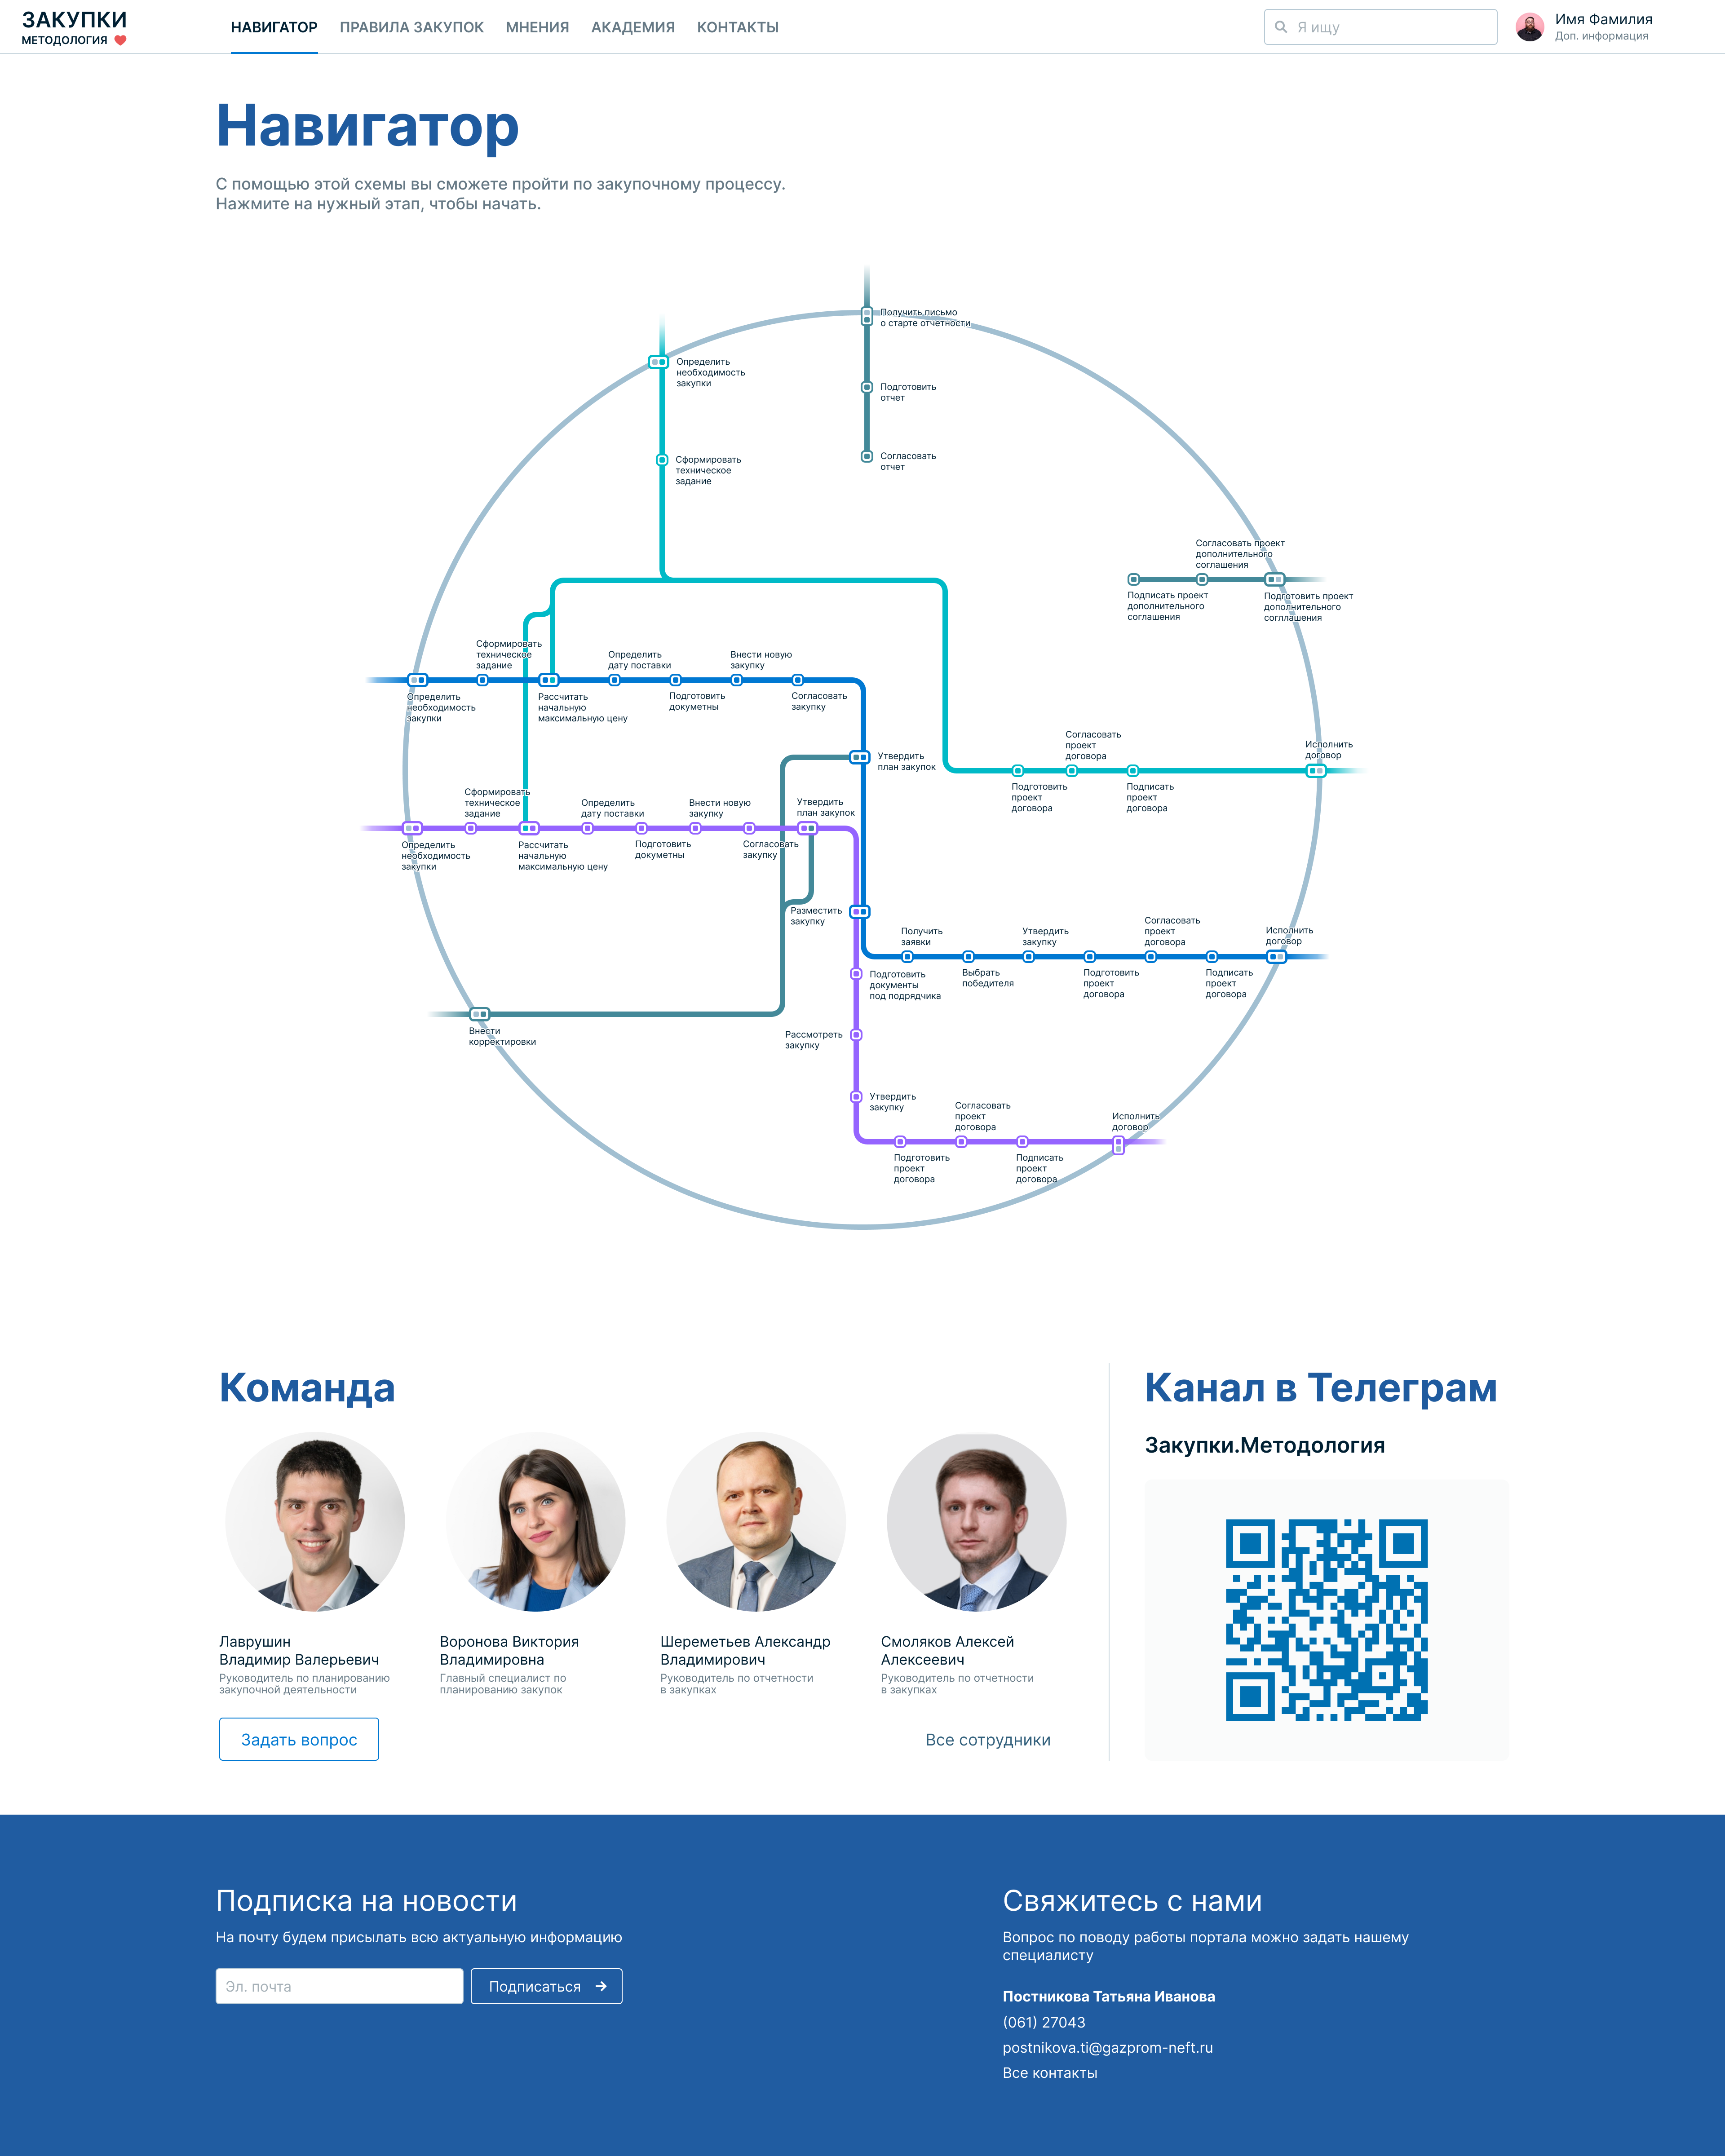 ЗАКУПКИ
МЕТОДОЛОГИЯ
НАВИГАТОР
ПРАВИЛА ЗАКУПОК
МНЕНИЯ
АКАДЕМИЯ
КОНТАКТЫ
Я ищу
Имя Фамилия
Доп. информация
Навигатор
С помощью этой схемы вы сможете пройти по закупочному процессу.
Нажмите на нужный этап, чтобы начать.
Получить письмо
о старте отчетности
Определить
необходимость
закупки
Подготовить
отчет
Согласовать
отчет
Сформировать
техническое
задание
Согласовать проект
дополнительного
соглашения
Подписать проект
дополнительного
соглашения
Подготовить проект
дополнительного
согллашения
Сформировать
техническое
задание
Определить
дату поставки
Внести новую
закупку
Определить
необходимость
закупки
Рассчитать
начальную
максимальную цену
Подготовить
докуметны
Согласовать
закупку
Утвердить
план закупок
Согласовать
проект
договора
Исполнить
договор
Подготовить
проект
договора
Подписать
проект
договора
Сформировать
техническое
задание
Определить
дату поставки
Внести новую
закупку
Утвердить
план закупок
Определить
необходимость
закупки
Рассчитать
начальную
максимальную цену
Подготовить
докуметны
Согласовать
закупку
Разместить
закупку
Получить
заявки
Утвердить
закупку
Согласовать
проект
договора
Исполнить
договор
Подготовить
документы
под подрядчика
Выбрать
победителя
Подготовить
проект
договора
Подписать
проект
договора
Внести
корректировки
Рассмотреть
закупку
Утвердить
закупку
Согласовать
проект
договора
Исполнить
договор
Подготовить
проект
договора
Подписать
проект
договора
Команда
Лаврушин
Владимир Валерьевич
Руководитель по планированию
закупочной деятельности
Воронова Виктория
Владимировна
Главный специалист по
планированию закупок
Шереметьев Александр
Владимирович
Руководитель по отчетности
в закупках
Смоляков Алексей
Алексеевич
Руководитель по отчетности
в закупках
Задать вопрос
Все сотрудники
Канал в Телеграм
Закупки.Методология
Подписка на новости
На почту будем присылать всю актуальную информацию
Эл. почта
Подписаться
Свяжитесь с нами
Вопрос по поводу работы портала можно задать нашему
специалисту
Постникова Татьяна Иванова
(061) 27043
postnikova.ti@gazprom-neft.ru
Все контакты